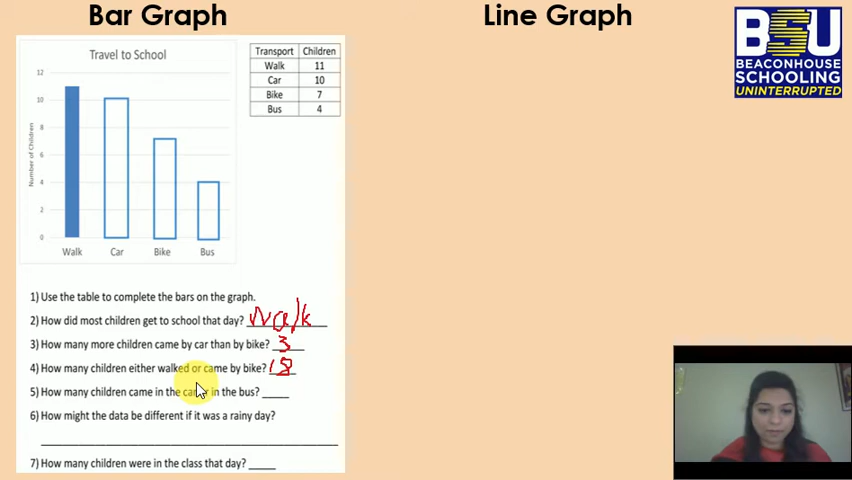 Bar Graph
Line Graph
BSU
BEACONHOUSE
SCHOOLING
UNINTERRUPTED
Travel to School
12
10
8
6
4
2
0
Number of Children
Walk Car Bike Bus
Transport Children
Walk 11
Car 10
Bike 7
Bus 4
1) Use the table to complete the bars on the graph.
2) How did most children get to school that day? Walk
3) How many more children came by car than by bike? 3
4) How many children either walked or came by bike? 18
5) How many children came in the car or in the bus? ____
6) How might the data be different if it was a rainy day?
7) How many children were in the class that day? ____